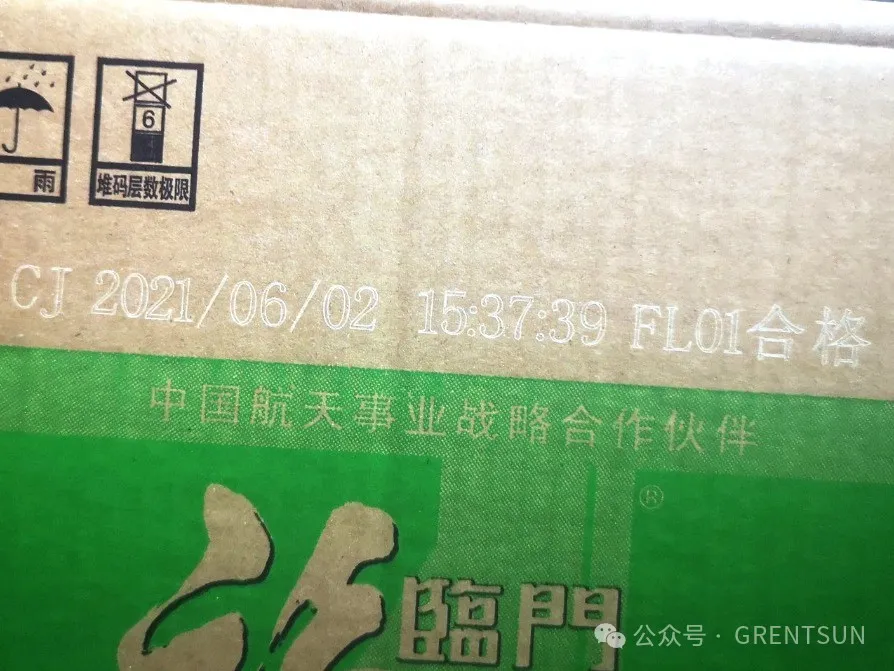 雨
6
堆码层数极限
CJ 2021/06/02 15:37:39 FL01合格
中国航天事业战略合作伙伴
®
臨門
公众号· GRENTSUN